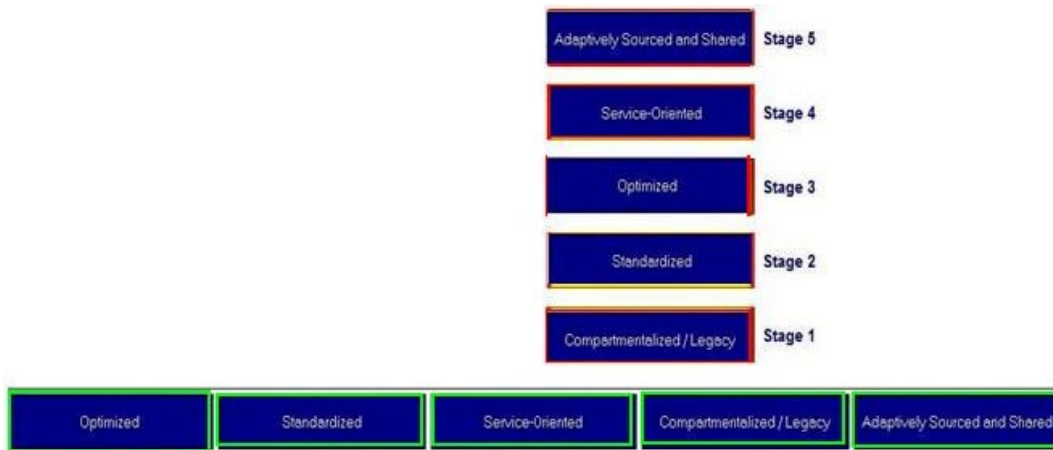 Adaptively Sourced and Shared Stage 5
Service-Oriented Stage 4
Optimized Stage 3
Standardized Stage 2
Compartmentalized / Legacy Stage 1
Optimized Standardized Service-Oriented Compartmentalized / Legacy Adaptively Sourced and Shared